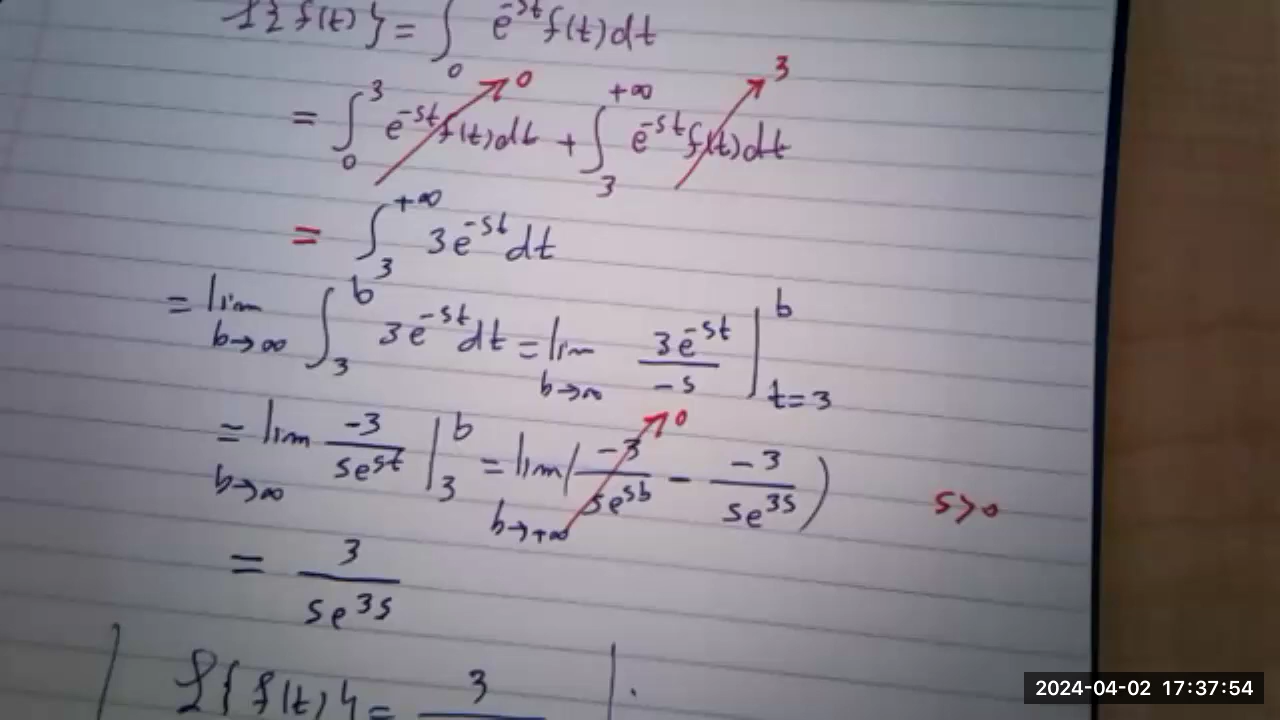 ℒ{f(t)} = ∫₀ e^{-st} f(t) dt
= ∫₀³ e^{-st} f(t) dt → 0 + ∫₃^{+∞} e^{-st} f(t) dt → 3
= ∫₃^{+∞} 3e^{-st} dt
= lim_{b→∞} ∫₃^b 3e^{-st} dt = lim_{b→∞} 3e^{-st}/-s |_{t=3}^{b}
= lim_{b→∞} -3/se^{st} |₃^b = lim_{b→+∞} ( -3/se^{sb} → 0 - -3/se^{3s} ) s>0
= 3/se^{3s}
ℒ{f(t)} = 3
2024-04-02 17:37:54